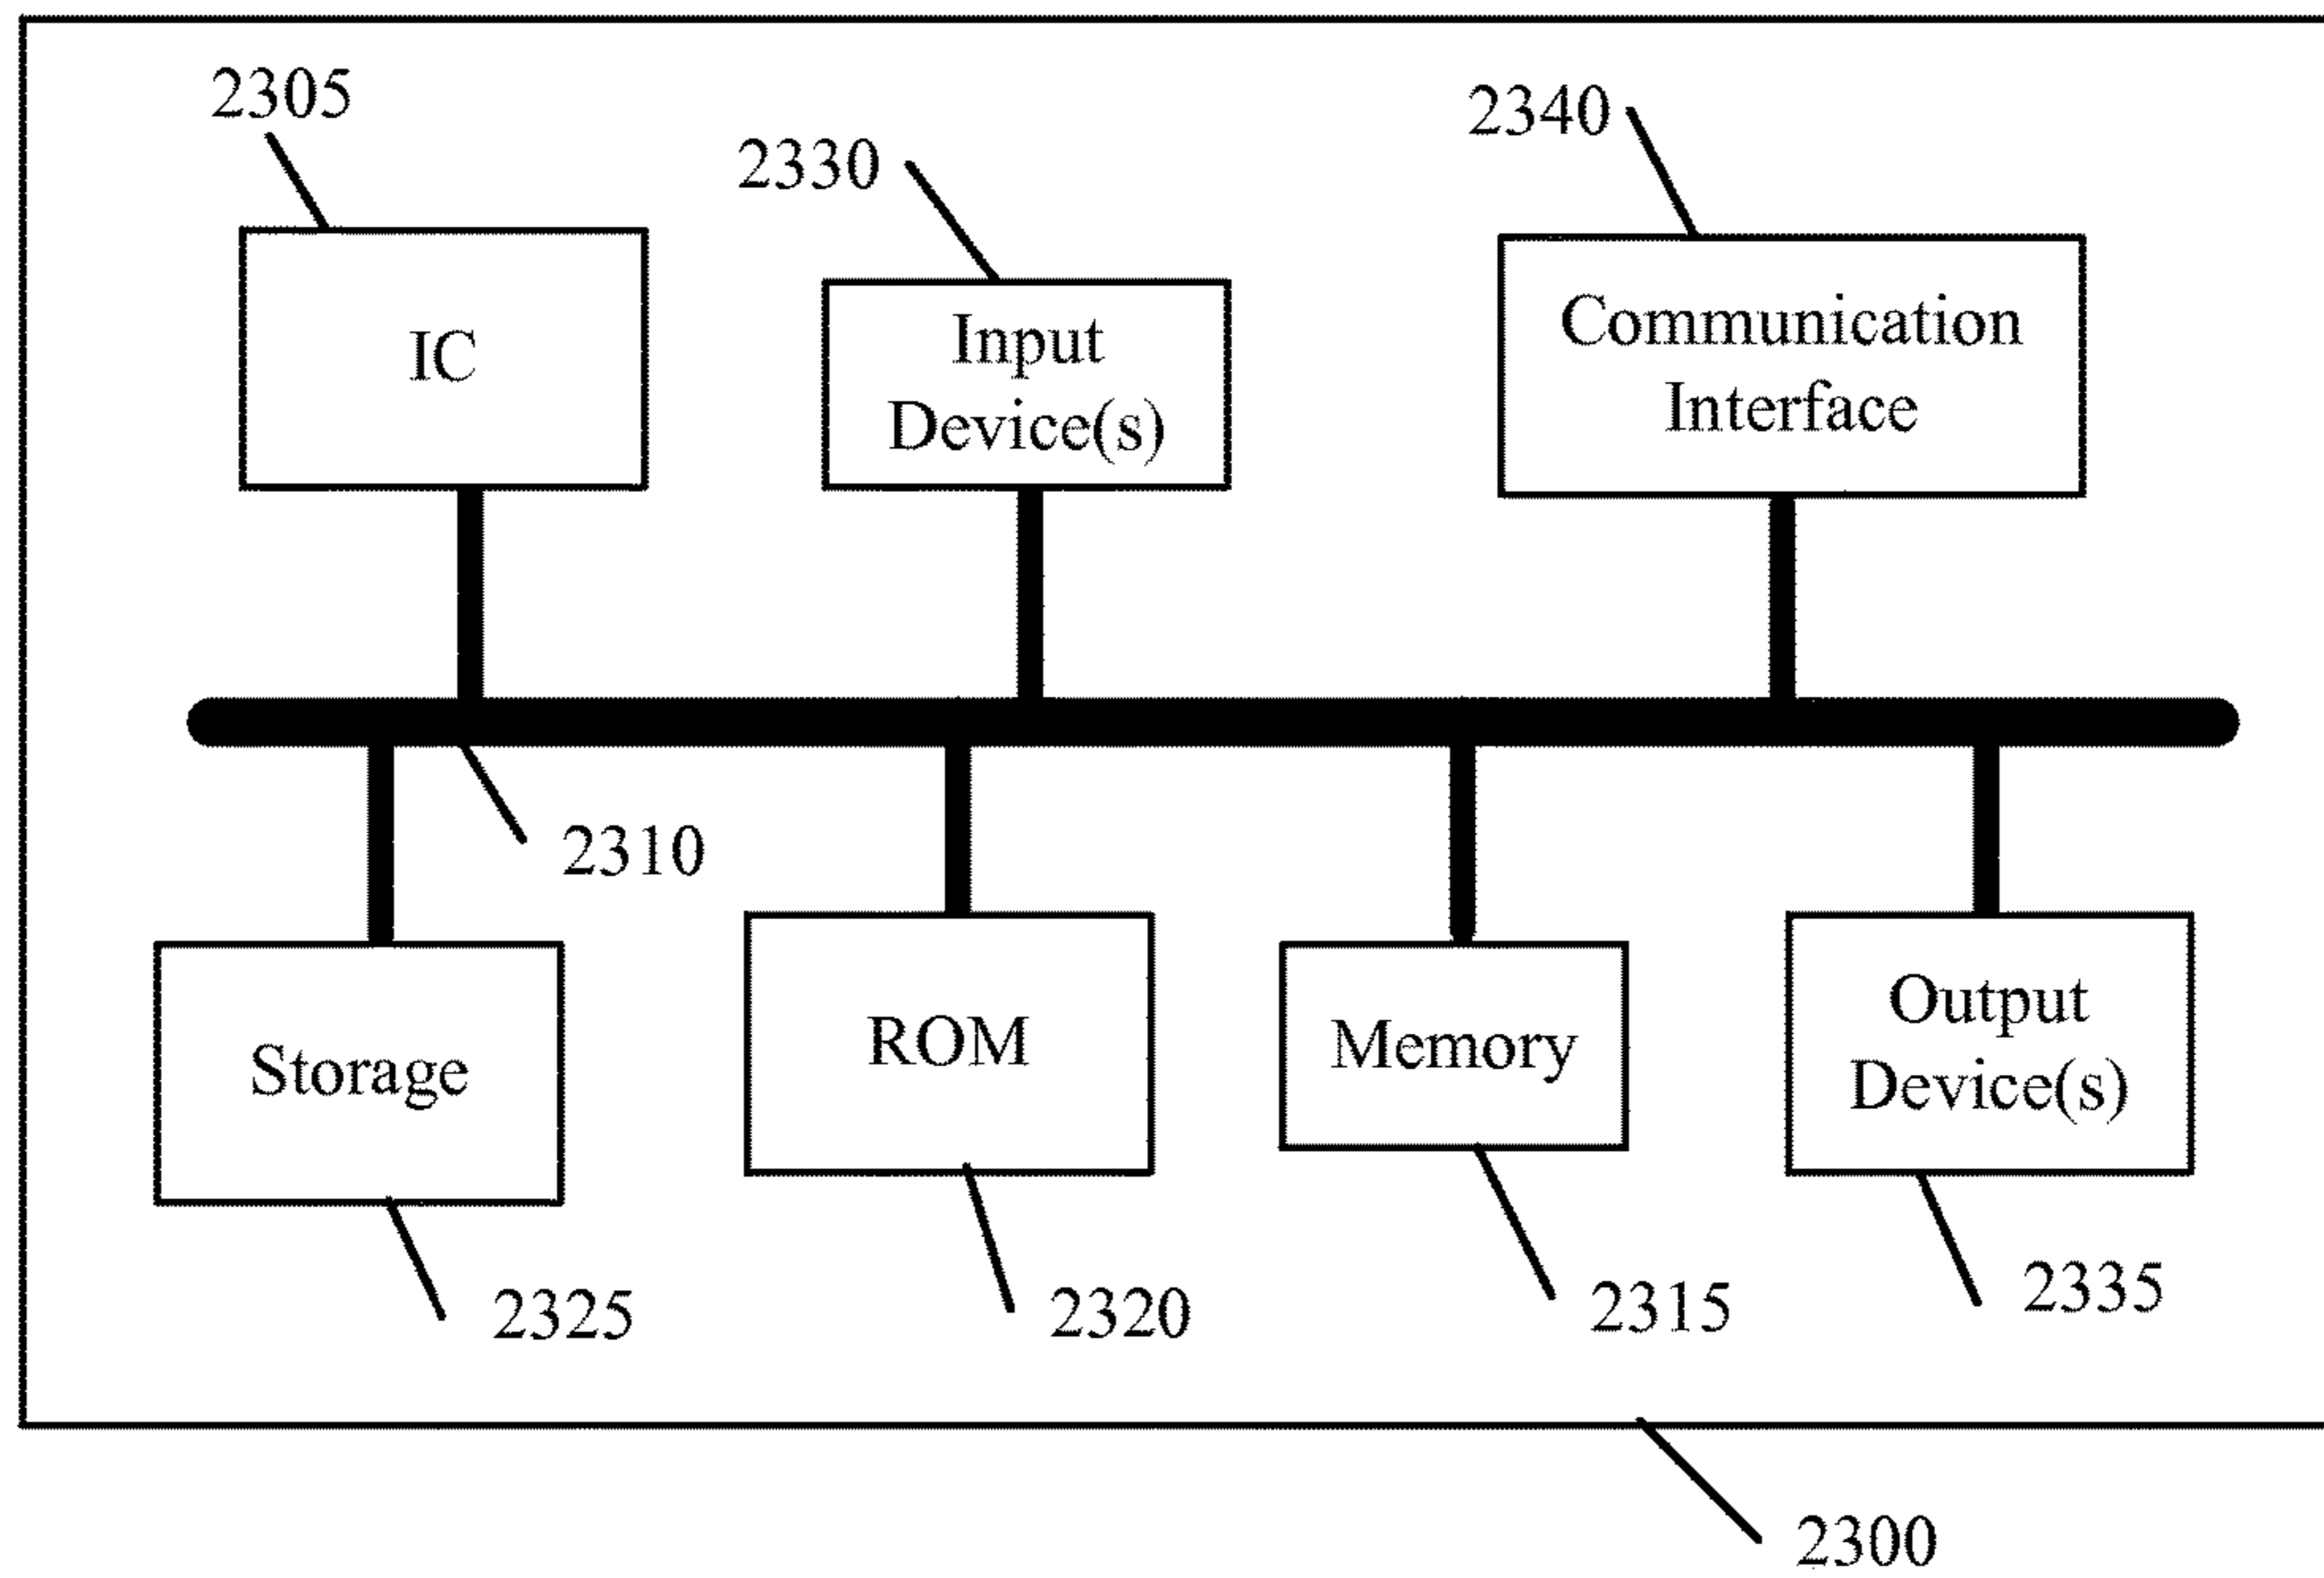 2305
2330
2340
IC
Input
Device(s)
Communication
Interface
2310
Storage
ROM
Memory
Output
Device(s)
2325
2320
2315
2335
2300